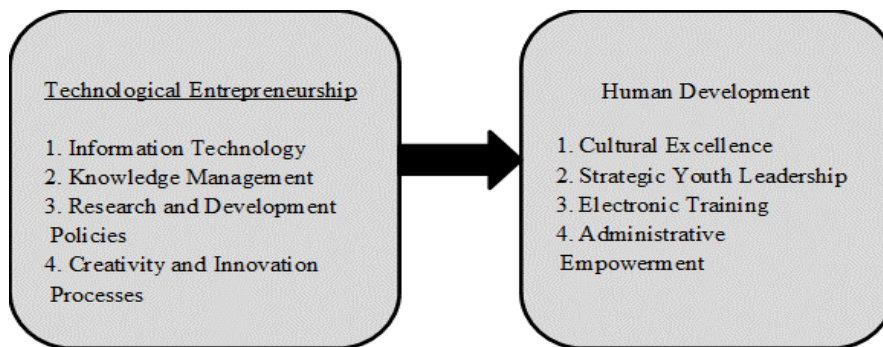 Technological Entrepreneurship
1. Information Technology
2. Knowledge Management
3. Research and Development
Policies
4. Creativity and Innovation
Processes
Human Development
1. Cultural Excellence
2. Strategic Youth Leadership
3. Electronic Training
4. Administrative
Empowerment